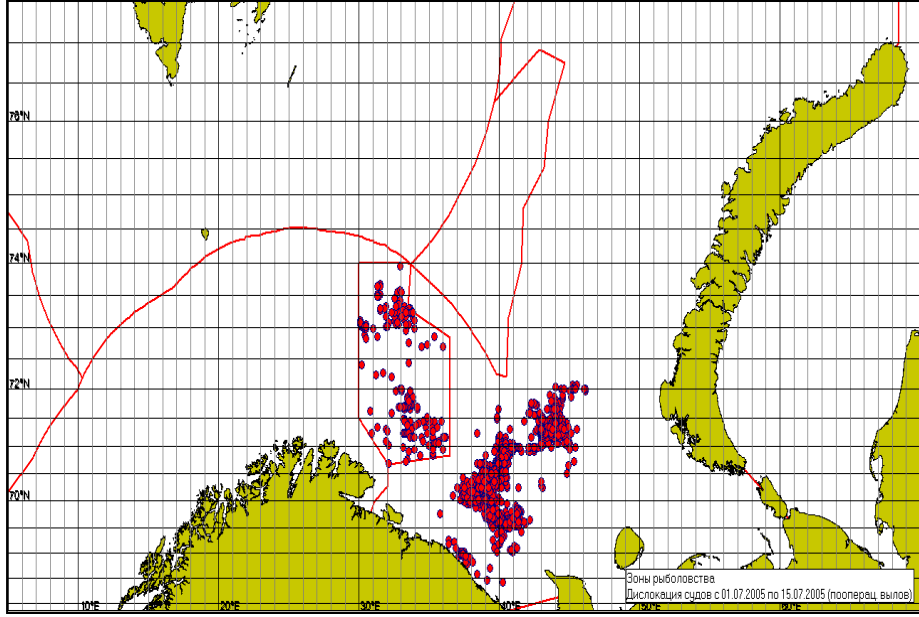 76°N
74°N
72°N
70°N
10°E 20°E 30°E 40°E 50°E 60°E
Зоны рыболовства
Дислокация судов с 01.07.2005 по 15.07.2005 (пооперац. вылов)